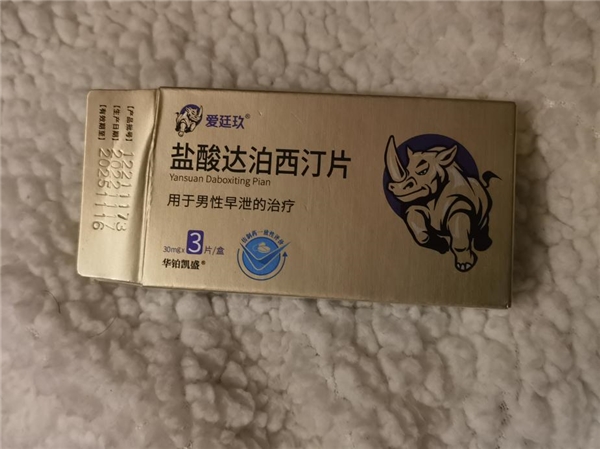 爱廷玖®
盐酸达泊西汀片
Yansuan Daboxiting Pian
用于男性早泄的治疗
30mg× 3 片/盒
华铂凯盛®
【产品批号】 122111173
【生产日期】
【有效期至】 20251116